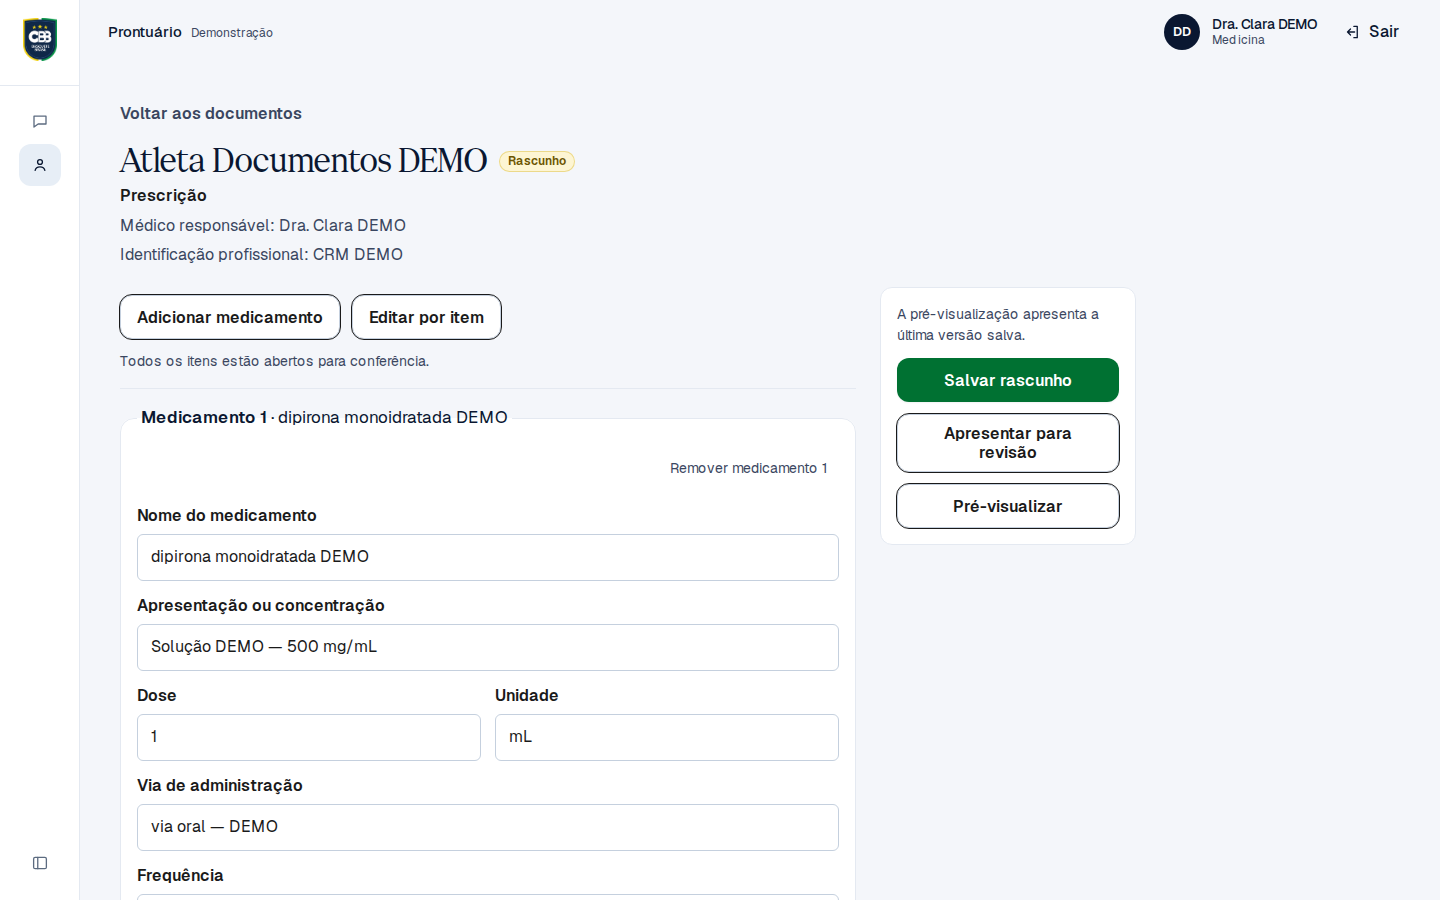 CBB
Prontuário Demonstração
DD
Dra. Clara DEMO
Medicina
Sair
Voltar aos documentos
Atleta Documentos DEMO Rascunho
Prescrição
Médico responsável: Dra. Clara DEMO
Identificação profissional: CRM DEMO
Adicionar medicamento Editar por item
Todos os itens estão abertos para conferência.
Medicamento 1 · dipirona monoidratada DEMO
Remover medicamento 1
Nome do medicamento
dipirona monoidratada DEMO
Apresentação ou concentração
Solução DEMO — 500 mg/mL
Dose Unidade
1 mL
Via de administração
via oral — DEMO
Frequência
A pré-visualização apresenta a
última versão salva.
Salvar rascunho
Apresentar para
revisão
Pré-visualizar